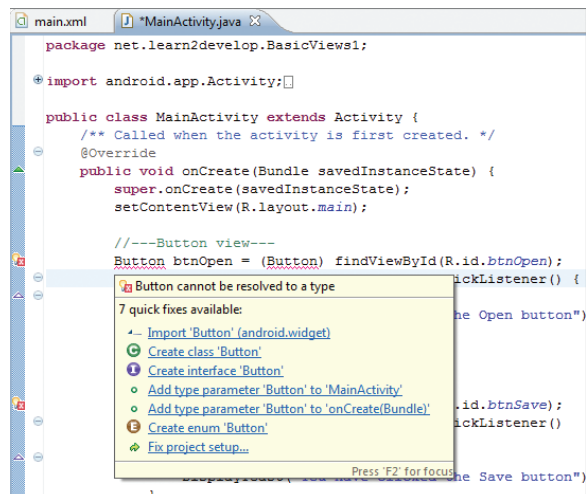 main.xml
*MainActivity.java
package net.learn2develop.BasicViews1;
import android.app.Activity;
public class MainActivity extends Activity {
/** Called when the activity is first created. */
@Override
public void onCreate(Bundle savedInstanceState) {
super.onCreate(savedInstanceState);
setContentView(R.layout.main);
//---Button view---
Button btnOpen = (Button) findViewById(R.id.btnOpen);
ickListener() {
Button cannot be resolved to a type
7 quick fixes available:
Import 'Button' (android.widget)
he Open button")
Create class 'Button'
Create interface 'Button'
Add type parameter 'Button' to 'MainActivity'
Add type parameter 'Button' to 'onCreate(Bundle)'
.id.btnSave);
Create enum 'Button'
ickListener()
Fix project setup...
Press 'F2' for focus
the Save button")